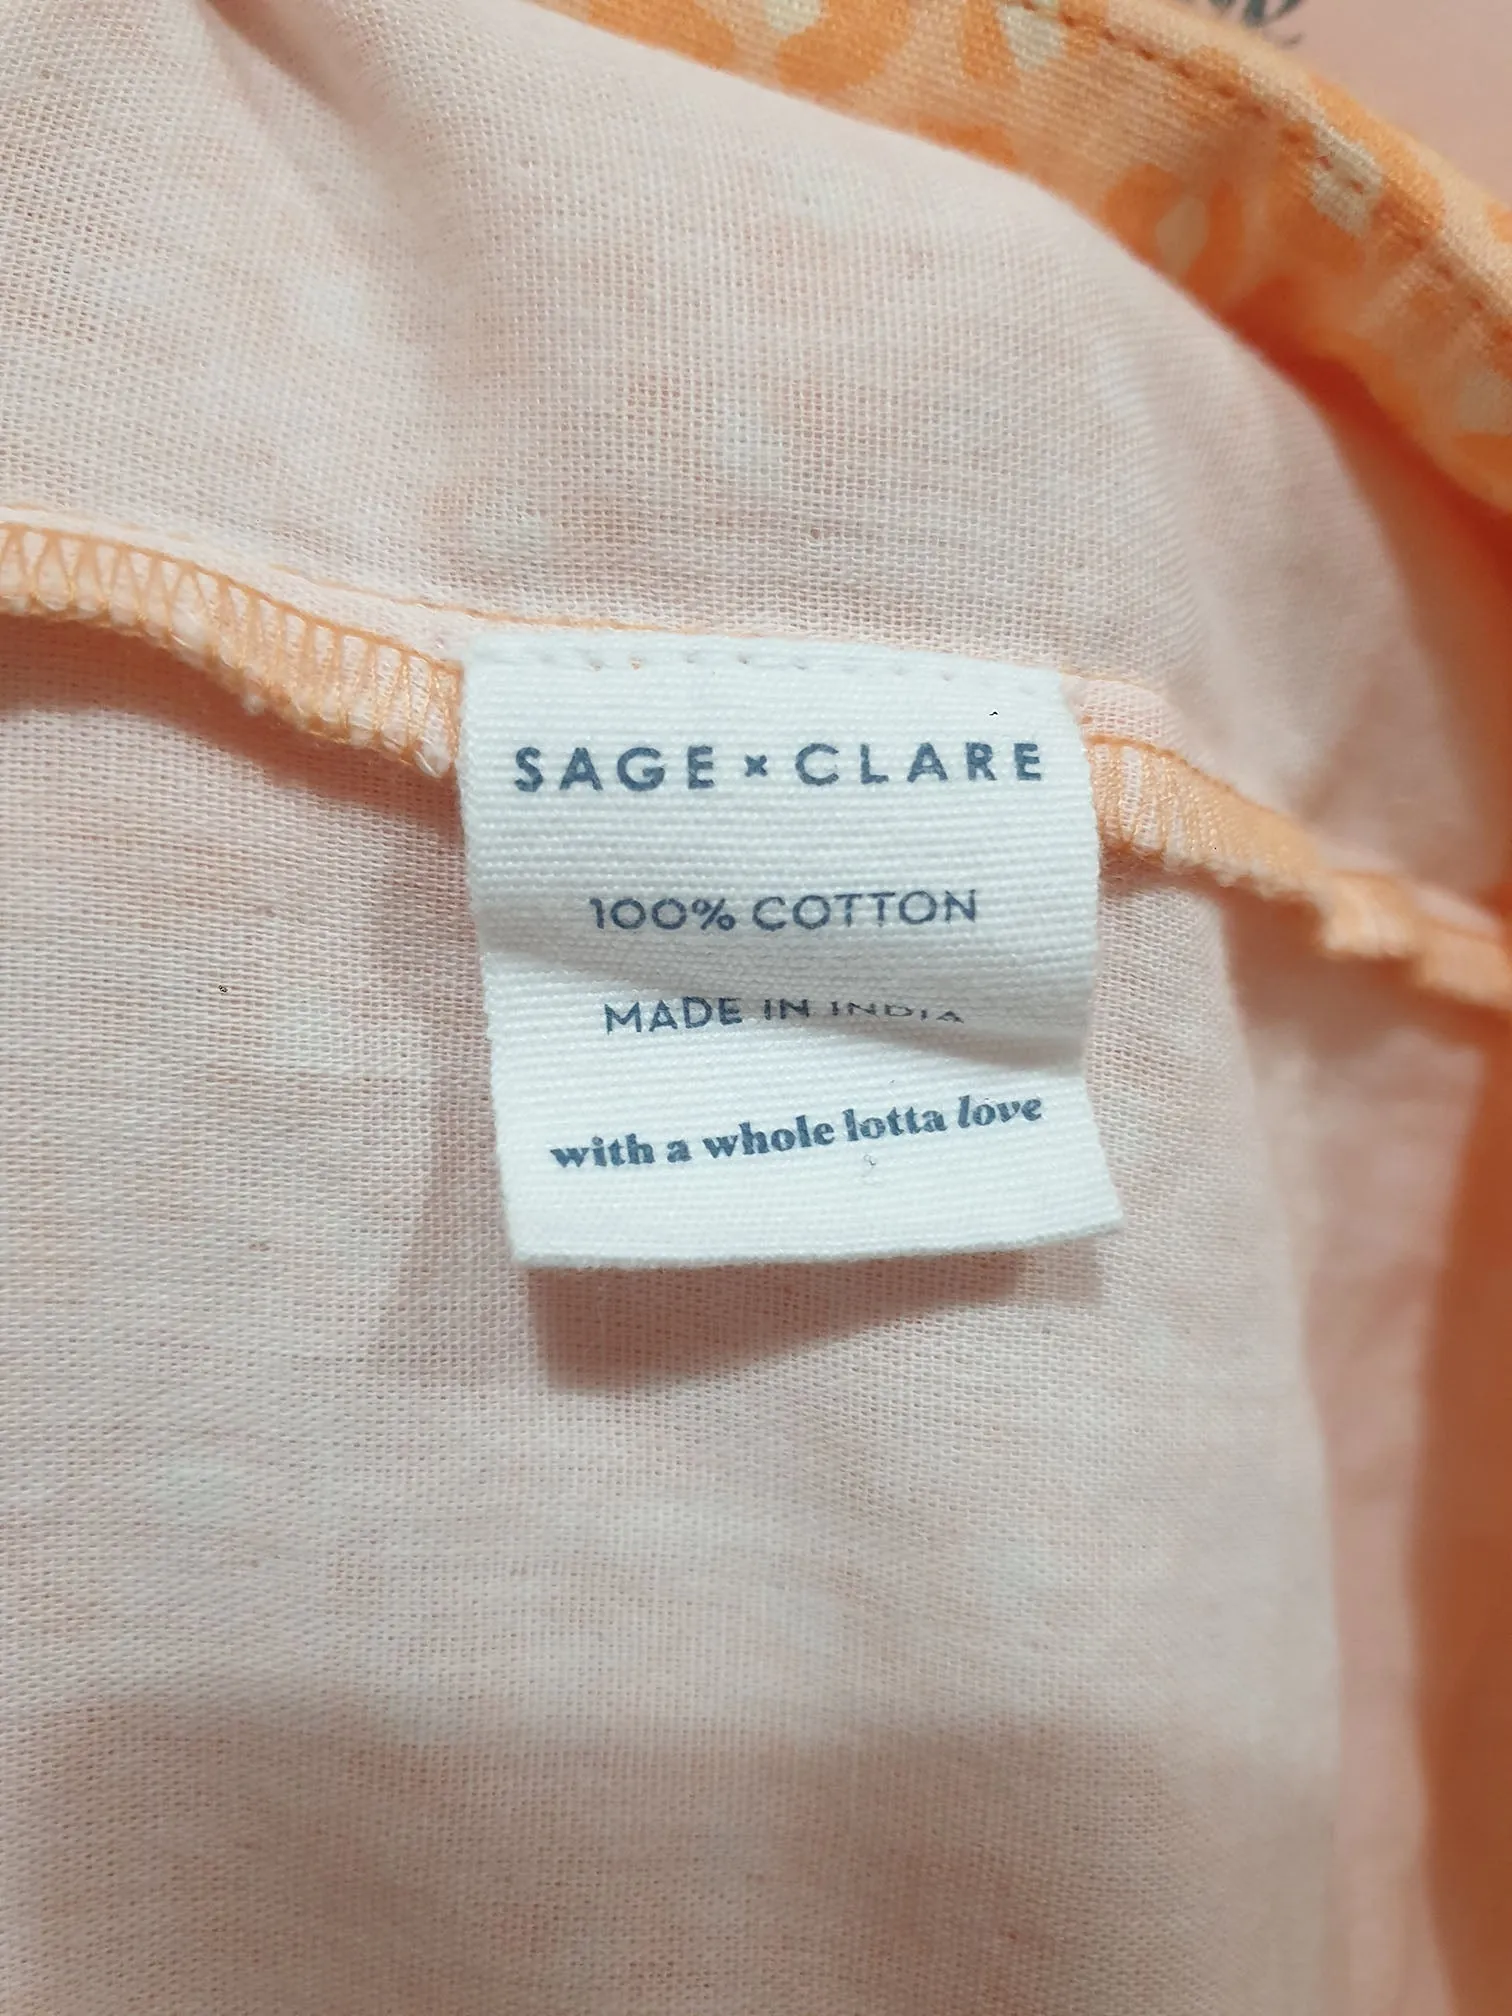 SAGE × CLARE
100% COTTON
MADE IN INDIA
with a whole lotta love